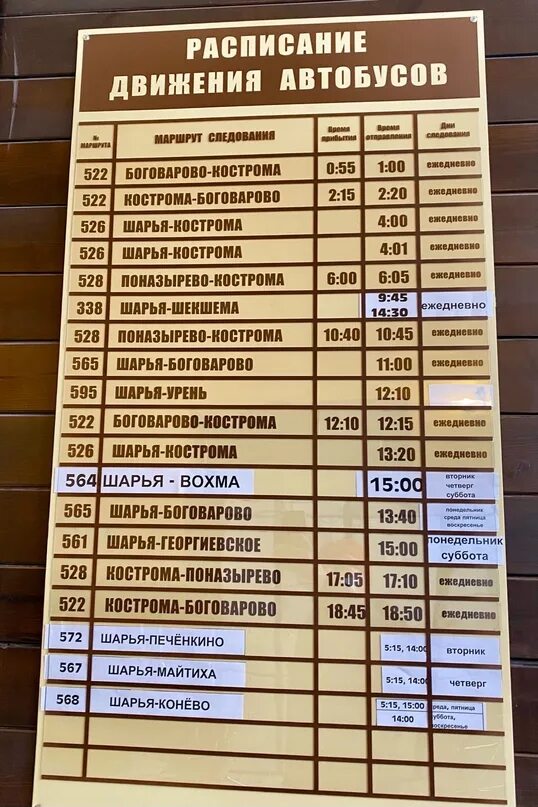 РАСПИСАНИЕ
ДВИЖЕНИЯ АВТОБУСОВ
№ МАРШРУТА МАРШРУТ СЛЕДОВАНИЯ Время прибытия Время отправления Дни следования
522 БОГОВАРОВО-КОСТРОМА 0:55 1:00 ежедневно
522 КОСТРОМА-БОГОВАРОВО 2:15 2:20 ежедневно
526 ШАРЬЯ-КОСТРОМА 4:00 ежедневно
526 ШАРЬЯ-КОСТРОМА 4:01 ежедневно
528 ПОНАЗЫРЕВО-КОСТРОМА 6:00 6:05 ежедневно
338 ШАРЬЯ-ШЕКШЕМА 9:45 14:30 ежедневно
528 ПОНАЗЫРЕВО-КОСТРОМА 10:40 10:45 ежедневно
565 ШАРЬЯ-БОГОВАРОВО 11:00 ежедневно
595 ШАРЬЯ-УРЕНЬ 12:10
522 БОГОВАРОВО-КОСТРОМА 12:10 12:15 ежедневно
526 ШАРЬЯ-КОСТРОМА 13:20 ежедневно
564 ШАРЬЯ - ВОХМА 15:00 вторник четверг суббота
565 ШАРЬЯ-БОГОВАРОВО 13:40 понедельник среда пятница воскресенье
561 ШАРЬЯ-ГЕОРГИЕВСКОЕ 15:00 понедельник суббота
528 КОСТРОМА-ПОНАЗЫРЕВО 17:05 17:10 ежедневно
522 КОСТРОМА-БОГОВАРОВО 18:45 18:50 ежедневно
572 ШАРЬЯ-ПЕЧЁНКИНО 5:15, 14:00 вторник
567 ШАРЬЯ-МАЙТИХА 5:15, 14:00 четверг
568 ШАРЬЯ-КОНЁВО 5:15, 15:00 среда, пятница
14:00 суббота, воскресенье